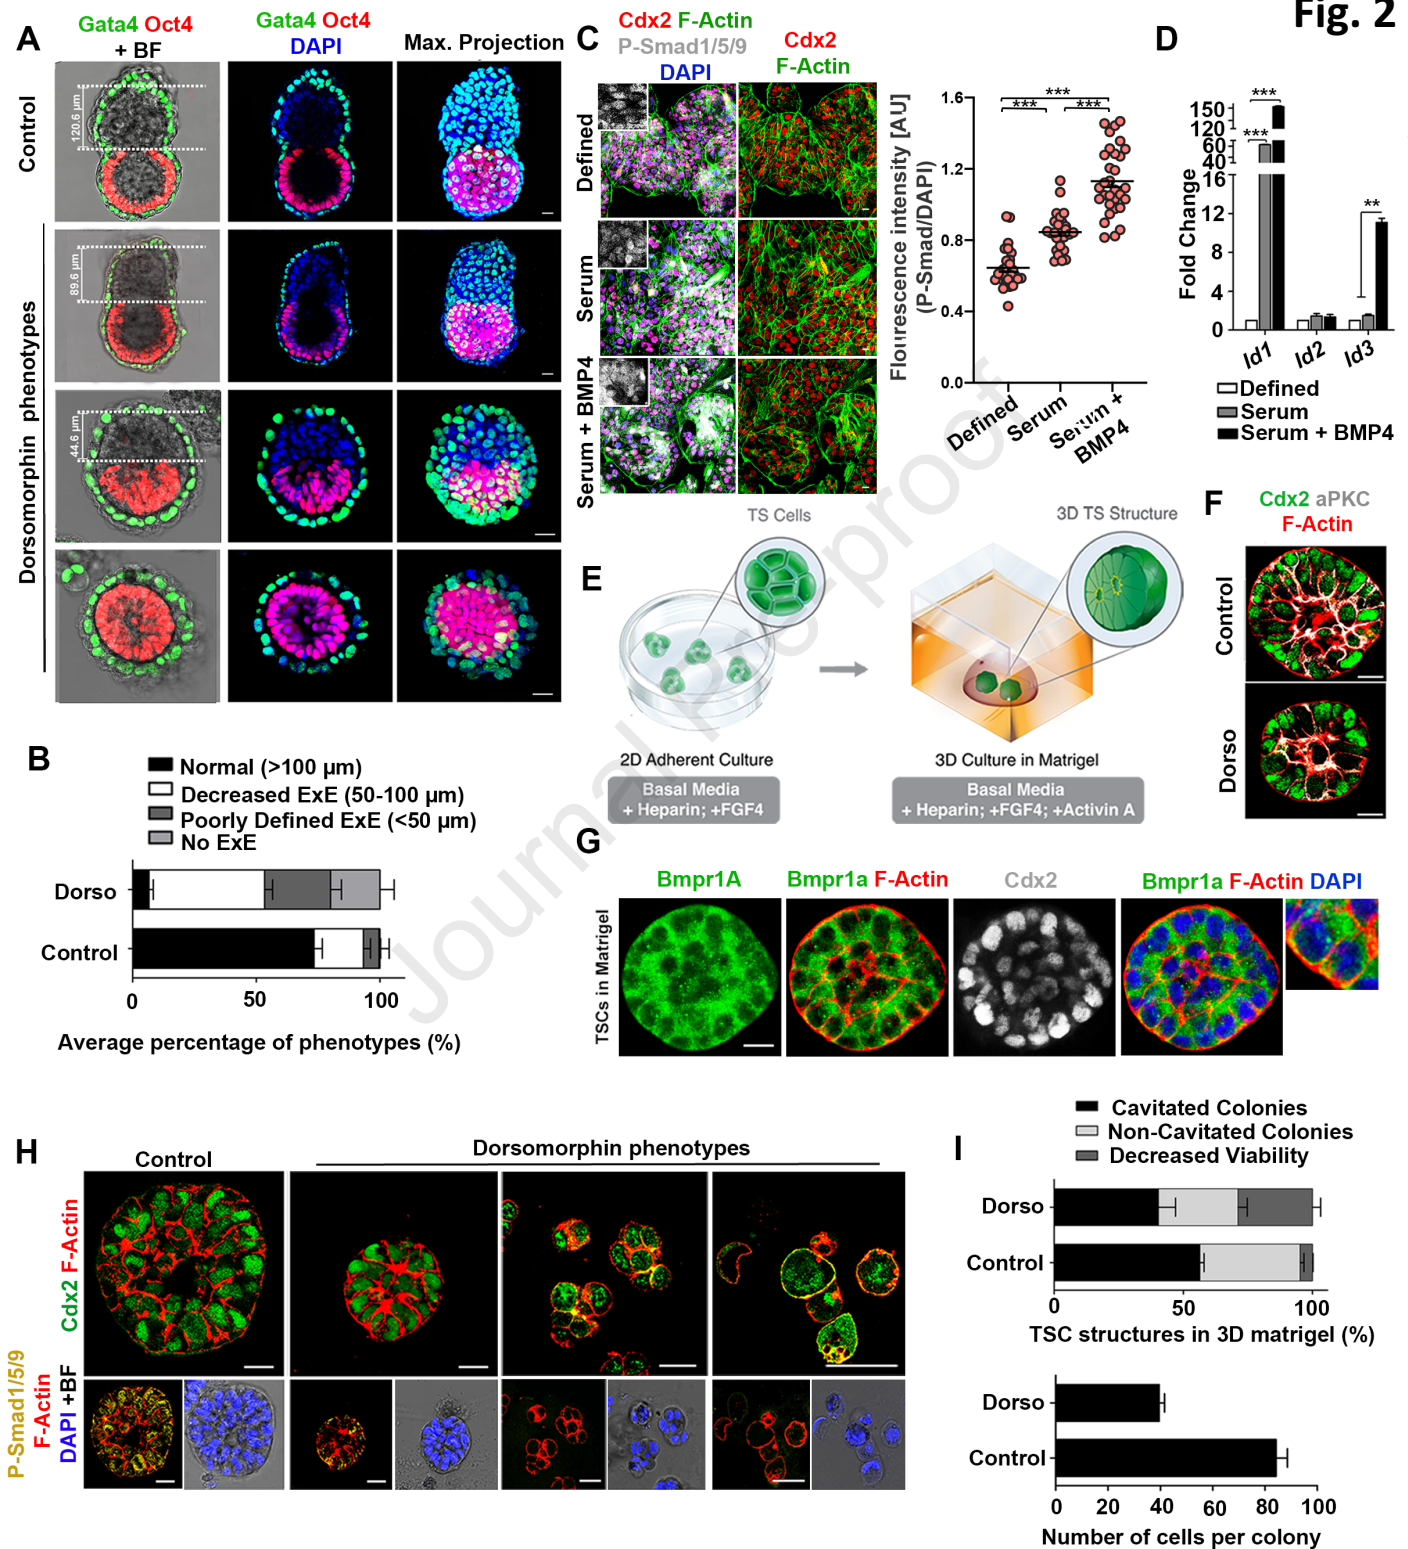 Fig. 2
A
Gata4 Oct4
+ BF
Gata4 Oct4
DAPI
Max. Projection
Control
120.6 µm
Dorsomorphin phenotypes
89.6 µm
44.6 µm
B
Normal (>100 µm)
Decreased ExE (50-100 µm)
Poorly Defined ExE (<50 µm)
No ExE
Dorso
Control
0 50 100
Average percentage of phenotypes (%)
C
Cdx2 F-Actin
P-Smad1/5/9
DAPI
Cdx2
F-Actin
Defined
Serum
Serum + BMP4
Flourescence intensity [AU]
(P-Smad/DAPI)
1.6
1.2
0.8
0.4
0.0
***
*** ***
Defined
Serum
Serum +
BMP4
D
Fold Change
150
120
60
40
16
12
8
4
0
***
***
**
Id1 Id2 Id3
Defined
Serum
Serum + BMP4
E
TS Cells
3D TS Structure
2D Adherent Culture
Basal Media
+ Heparin; +FGF4
3D Culture in Matrigel
Basal Media
+ Heparin; +FGF4; +Activin A
F
Cdx2 aPKC
F-Actin
Control
Dorso
G
Bmpr1A
Bmpr1a F-Actin
Cdx2
Bmpr1a F-Actin DAPI
TSCs in Matrigel
H
Control
Dorsomorphin phenotypes
Cdx2 F-Actin
P-Smad1/5/9
F-Actin
DAPI +BF
I
Cavitated Colonies
Non-Cavitated Colonies
Decreased Viability
Dorso
Control
0 50 100
TSC structures in 3D matrigel (%)
Dorso
Control
0 20 40 60 80 100
Number of cells per colony
Journal Pre-proof